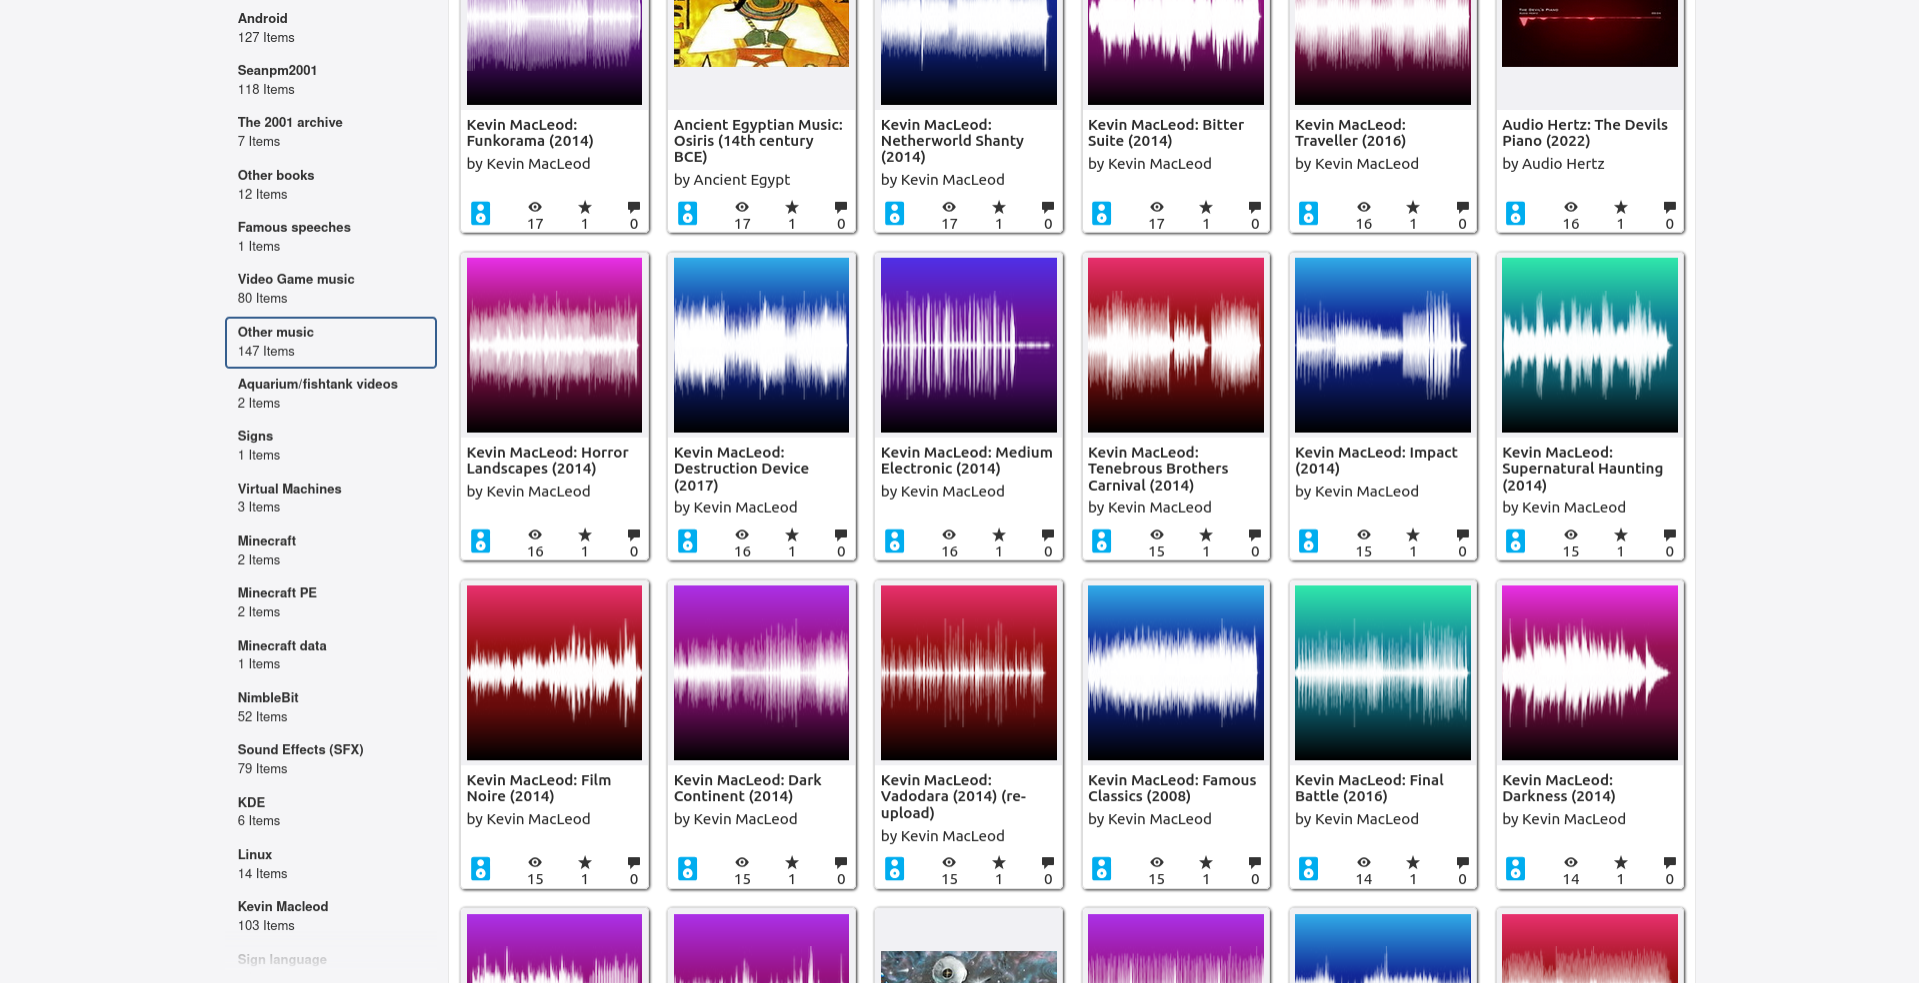 Android
127 Items
Seanpm2001
118 Items
The 2001 archive
7 Items
Other books
12 Items
Famous speeches
1 Items
Video Game music
80 Items
Other music
147 Items
Aquarium/fishtank videos
2 Items
Signs
1 Items
Virtual Machines
3 Items
Minecraft
2 Items
Minecraft PE
2 Items
Minecraft data
1 Items
NimbleBit
52 Items
Sound Effects (SFX)
79 Items
KDE
6 Items
Linux
14 Items
Kevin Macleod
103 Items
Sign language
Kevin MacLeod:
Funkorama (2014)
by Kevin MacLeod
17 1 0
Ancient Egyptian Music:
Osiris (14th century
BCE)
by Ancient Egypt
17 1 0
Kevin MacLeod:
Netherworld Shanty
(2014)
by Kevin MacLeod
17 1 0
Kevin MacLeod: Bitter
Suite (2014)
by Kevin MacLeod
17 1 0
Kevin MacLeod:
Traveller (2016)
by Kevin MacLeod
16 1 0
The Devil's Piano
Audio Hertz: The Devils
Piano (2022)
by Audio Hertz
16 1 0
Kevin MacLeod: Horror
Landscapes (2014)
by Kevin MacLeod
16 1 0
Kevin MacLeod:
Destruction Device
(2017)
by Kevin MacLeod
16 1 0
Kevin MacLeod: Medium
Electronic (2014)
by Kevin MacLeod
16 1 0
Kevin MacLeod:
Tenebrous Brothers
Carnival (2014)
by Kevin MacLeod
15 1 0
Kevin MacLeod: Impact
(2014)
by Kevin MacLeod
15 1 0
Kevin MacLeod:
Supernatural Haunting
(2014)
by Kevin MacLeod
15 1 0
Kevin MacLeod: Film
Noire (2014)
by Kevin MacLeod
15 1 0
Kevin MacLeod: Dark
Continent (2014)
by Kevin MacLeod
15 1 0
Kevin MacLeod:
Vadodara (2014) (re-
upload)
by Kevin MacLeod
15 1 0
Kevin MacLeod: Famous
Classics (2008)
by Kevin MacLeod
15 1 0
Kevin MacLeod: Final
Battle (2016)
by Kevin MacLeod
14 1 0
Kevin MacLeod:
Darkness (2014)
by Kevin MacLeod
14 1 0